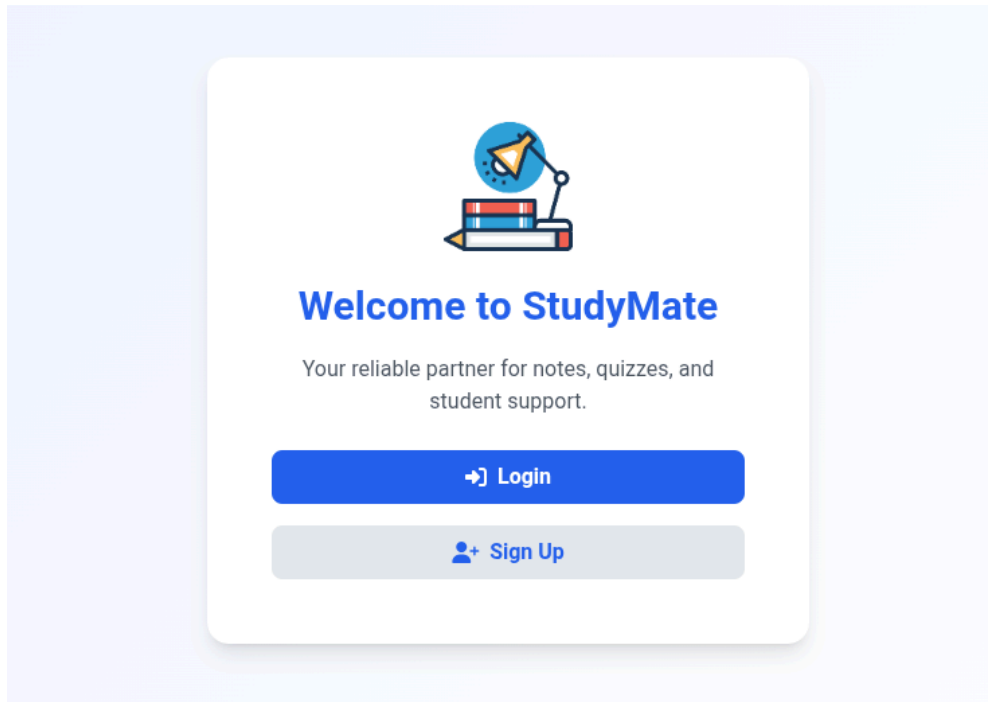 Welcome to StudyMate
Your reliable partner for notes, quizzes, and
student support.
Login
Sign Up